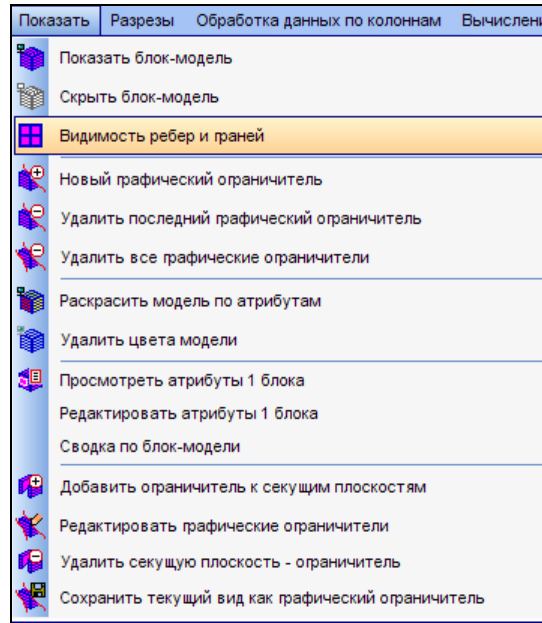 Показать Разрезы Обработка данных по колоннам Вычислени
Показать блок-модель
Скрыть блок-модель
Видимость ребер и граней
Новый графический ограничитель
Удалить последний графический ограничитель
Удалить все графические ограничители
Раскрасить модель по атрибутам
Удалить цвета модели
Просмотреть атрибуты 1 блока
Редактировать атрибуты 1 блока
Сводка по блок-модели
Добавить ограничитель к секущим плоскостям
Редактировать графические ограничители
Удалить секущую плоскость - ограничитель
Сохранить текущий вид как графический ограничитель